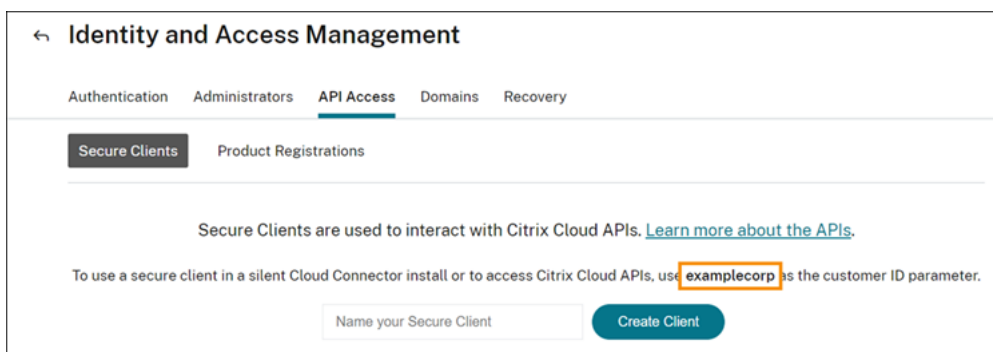 Identity and Access Management
Authentication Administrators API Access Domains Recovery
Secure Clients Product Registrations
Secure Clients are used to interact with Citrix Cloud APIs. Learn more about the APIs.
To use a secure client in a silent Cloud Connector install or to access Citrix Cloud APIs, use examplecorp as the customer ID parameter.
Name your Secure Client Create Client